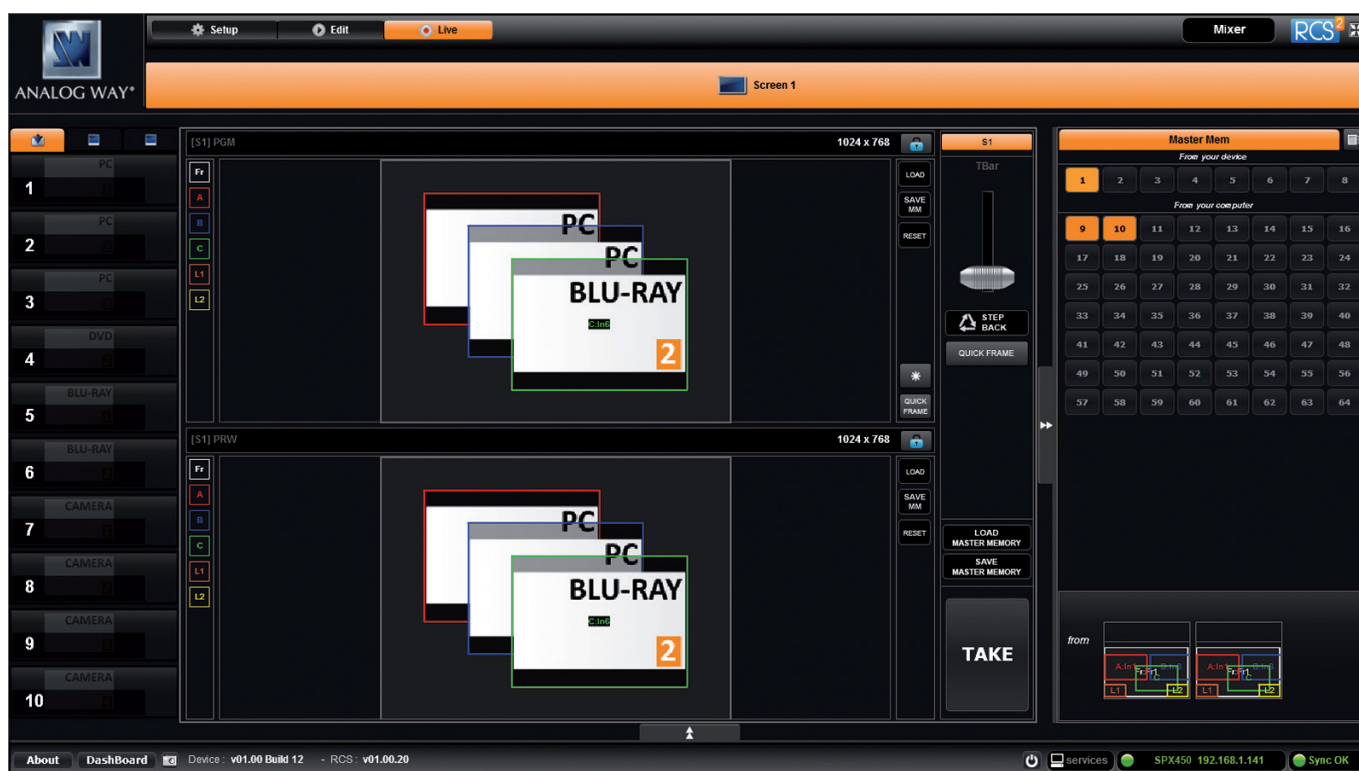 ANALOG WAY®
Setup
Edit
Live
Mixer
RCS²
Screen 1
1 PC
2 PC
3 PC
4 DVD
5 BLU-RAY
6 BLU-RAY
7 CAMERA
8 CAMERA
9 CAMERA
10 CAMERA
[S1] PGM
1024 x 768
Fr
A
B
C
L1
L2
PC
PC
BLU-RAY
C:In6
2
LOAD
SAVE
MM
RESET
QUICK
FRAME
[S1] PRW
1024 x 768
Fr
A
B
C
L1
L2
PC
PC
BLU-RAY
C:In6
2
LOAD
SAVE
MM
RESET
S1
TBar
STEP
BACK
QUICK FRAME
LOAD
MASTER MEMORY
SAVE
MASTER MEMORY
TAKE
Master Mem
From your device
1 2 3 4 5 6 7 8
From your computer
9 10 11 12 13 14 15 16
17 18 19 20 21 22 23 24
25 26 27 28 29 30 31 32
33 34 35 36 37 38 39 40
41 42 43 44 45 46 47 48
49 50 51 52 53 54 55 56
57 58 59 60 61 62 63 64
from
A:In1
Fr:Fr1
C
L1
L2
A:In1
Fr:Fr1
C
L1
L2
About
DashBoard
Device : v01.00 Build 12 - RCS : v01.00.20
services
SPX450 192.168.1.141
Sync OK